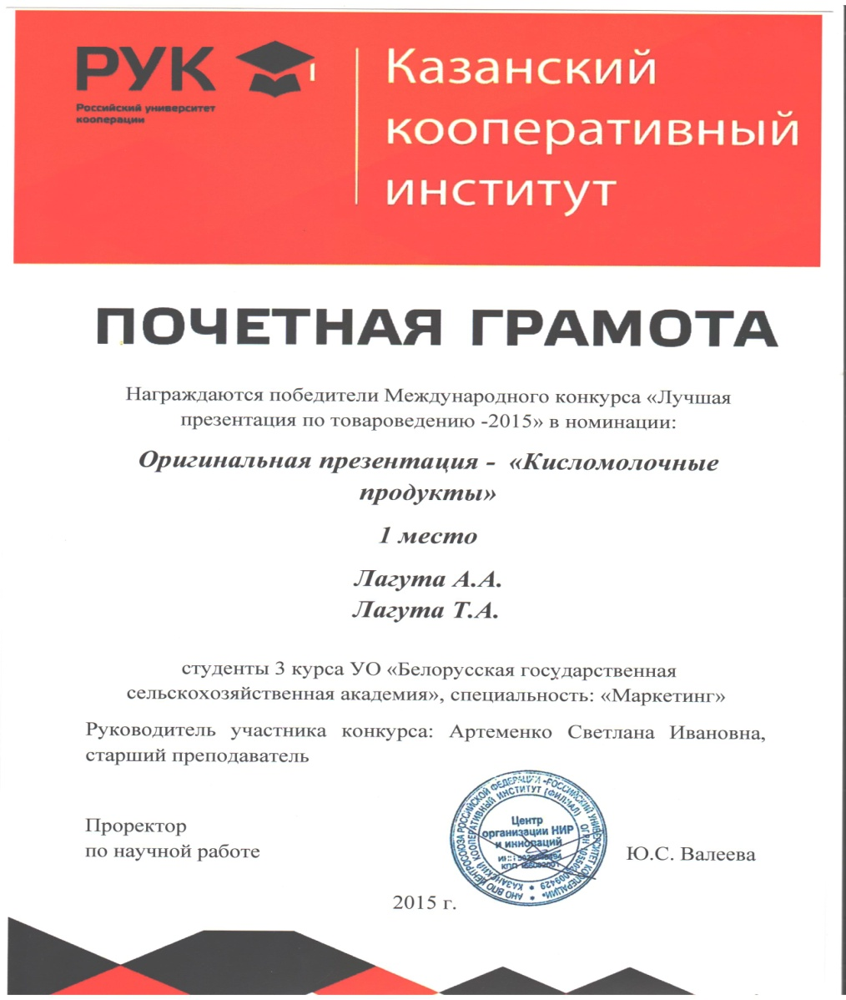 РУК
Российский университет
кооперации
Казанский
кооперативный
институт
ПОЧЕТНАЯ ГРАМОТА
Награждаются победители Международного конкурса «Лучшая
презентация по товароведению -2015» в номинации:
Оригинальная презентация - «Кисломолочные
продукты»
1 место
Лагута А.А.
Лагута Т.А.
студенты 3 курса УО «Белорусская государственная
сельскохозяйственная академия», специальность: «Маркетинг»
Руководитель участника конкурса: Артеменко Светлана Ивановна,
старший преподаватель
Проректор
по научной работе
АНО ВПО ЦЕНТРОСОЮЗА РОССИЙСКОЙ ФЕДЕРАЦИИ «РОССИЙСКИЙ УНИВЕРСИТЕТ КООПЕРАЦИИ»
КАЗАНСКИЙ КООПЕРАТИВНЫЙ ИНСТИТУТ (ФИЛИАЛ) ОГРН
Центр
организации НИР
и инноваций
ИНН
КПП
Ю.С. Валеева
2015 г.